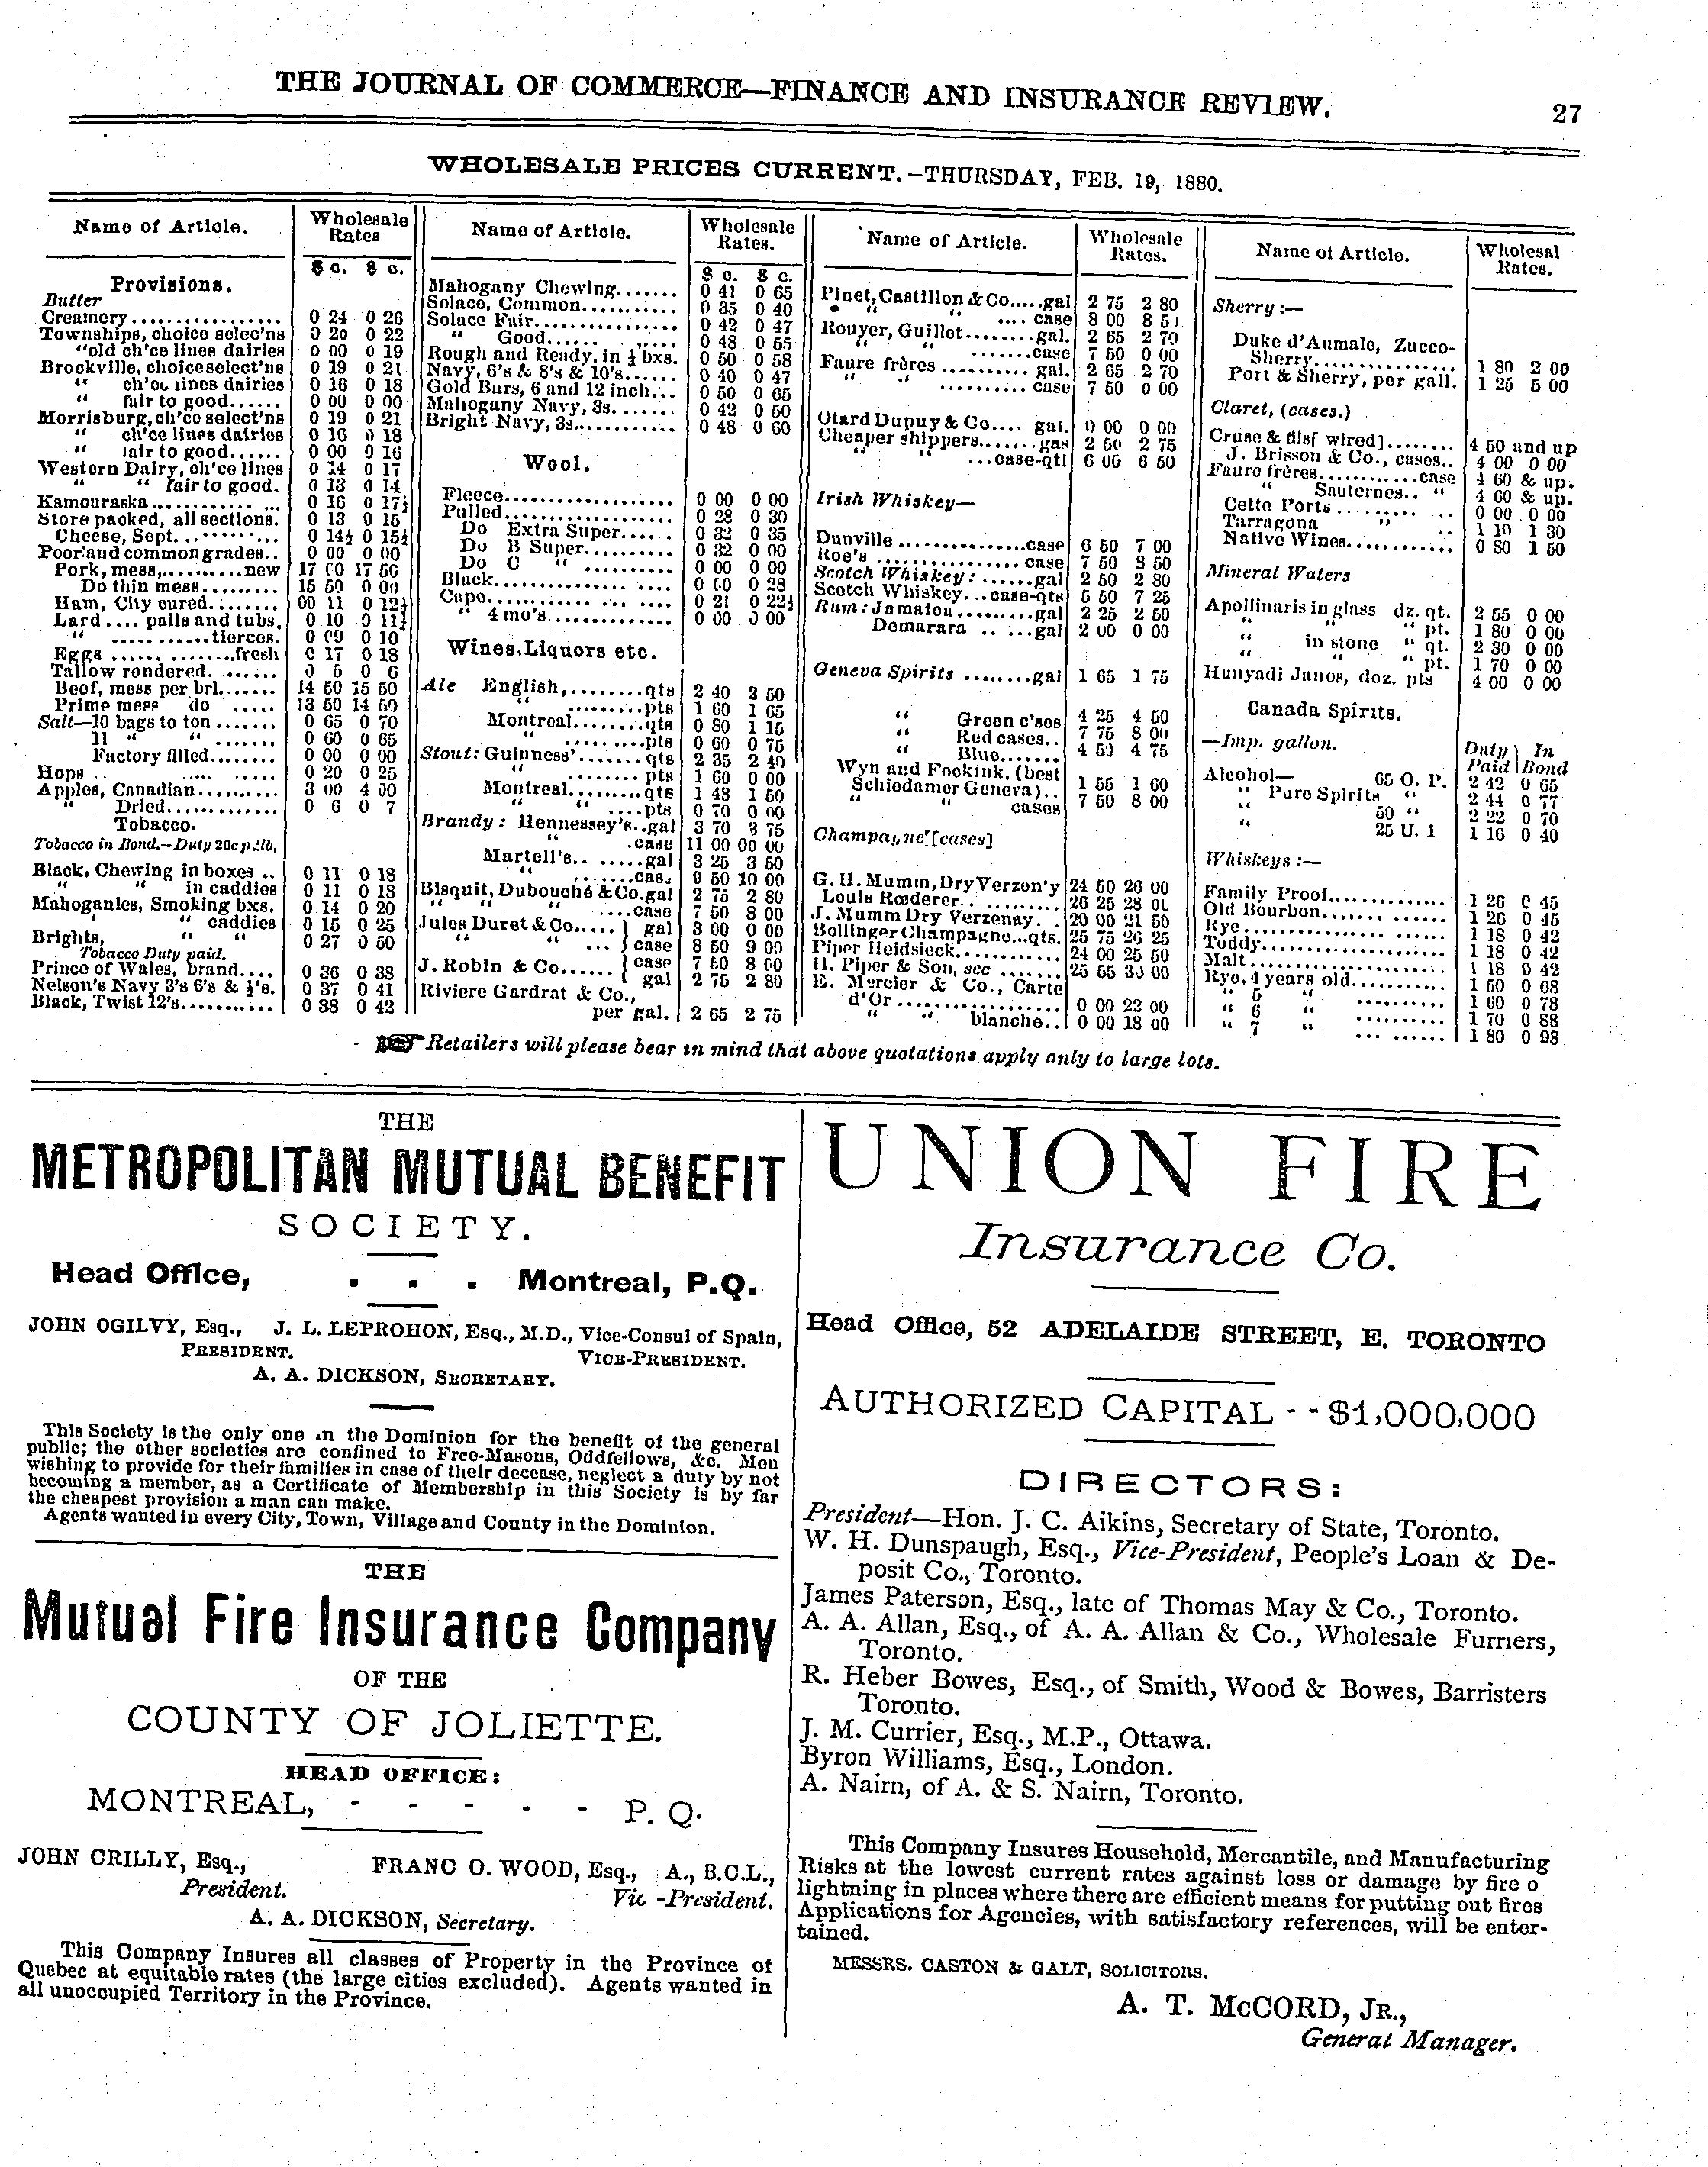 THE JOURNAL OF COMMERCE—FINANCE AND INSURANCE REVIEW. 27
WHOLESALE PRICES CURRENT.—THURSDAY, FEB. 19, 1880.
Name of Article. Wholesale Rates
$ c. $ c.
Provisions.
Butter
Creamery................ 0 24 0 26
Townships, choice selec'ns 0 20 0 22
"old ch'ce lines dairies 0 00 0 19
Brockville, choice select'ns 0 19 0 21
" ch'ce lines dairies 0 16 0 18
" fair to good...... 0 00 0 00
Morrisburg, ch'ce select'ns 0 19 0 21
" ch'ce lines dairies 0 16 0 18
" fair to good...... 0 00 0 16
Western Dairy, ch'ce lines 0 14 0 17
" " fair to good. 0 13 0 14
Kamouraska.............. ... 0 16 0 17½
Store packed, all sections. 0 13 0 15
Cheese, Sept............ 0 14½ 0 15½
Poor and common grades.. 0 00 0 00
Pork, mess,..........new 17 00 17 50
Do thin mess......... 15 50 0 00
Ham, City cured........ 00 11 0 12½
Lard .... pails and tubs. 0 10 0 11½
" ...... ......tierces. 0 09 0 10
Eggs ...... ........fresh 0 17 0 18
Tallow rendered. ...... 0 5 0 6
Beef, mess per brl....... 14 50 15 50
Prime mess do ..... 13 50 14 50
Salt—10 bags to ton ....... 0 65 0 70
11 " " ....... 0 60 0 65
Factory filled........ 0 00 0 00
Hops .. .... ..... ...... 0 20 0 25
Apples, Canadian.......... 3 00 4 00
" Dried............ 0 6 0 7
Tobacco.
Tobacco in Bond.—Duty 20c p. lb,
Black, Chewing in boxes .. 0 11 0 18
" " in caddies 0 11 0 18
Mahoganies, Smoking bxs. 0 14 0 20
" " caddies 0 15 0 25
Brights, " " 0 27 0 50
Tobacco Duty paid.
Prince of Wales, brand.... 0 36 0 38
Nelson's Navy 3's 6's & ½'s. 0 37 0 41
Black, Twist 12's........... 0 38 0 42
Name of Article. Wholesale Rates.
$ c. $ c.
Mahogany Chewing....... 0 41 0 65
Solace, Common........... 0 35 0 40
Solace Fair................ 0 42 0 47
" Good...... ..... 0 48 0 55
Rough and Ready, in ½ bxs. 0 50 0 58
Navy, 6's & 8's & 10's...... 0 40 0 47
Gold Bars, 6 and 12 inch... 0 50 0 65
Mahogany Navy, 3s....... 0 42 0 50
Bright Navy, 3s........... 0 48 0 60
Wool.
Fleece................... 0 00 0 00
Pulled................... 0 28 0 30
Do Extra Super..... 0 32 0 35
Do B Super.......... 0 32 0 00
Do C " .......... 0 00 0 00
Black................ .... 0 00 0 28
Cape............ ... .... 0 21 0 22½
" 4 mo's............. 0 00 0 00
Wines, Liquors etc.
Ale English,........qts 2 40 2 50
" ........pts 1 60 1 65
Montreal.......qts 0 80 1 15
" ........pts 0 60 0 75
Stout: Guinness' .......qts 2 35 2 40
" ........ pts 1 60 0 00
Montreal........qts 1 48 1 50
" " ....pts 0 70 0 00
Brandy: Hennessey's..gal 3 70 3 75
" .case 11 00 00 00
Martell's.. .....gal 3 25 3 50
" .......cas. 9 50 10 00
Bisquit, Dubouché & Co.gal 2 75 2 80
" " " ....case 7 50 8 00
Jules Duret & Co..... } gal 3 00 0 00
" " ... } case 8 50 9 00
J. Robin & Co...... { case 7 50 8 00
{ gal 2 75 2 80
Riviere Gardrat & Co.,
per gal. 2 65 2 75
Name of Article. Wholesale Rates.
Pinet, Castillon & Co.....gal 2 75 2 80
" " .... case 8 00 8 50
Rouyer, Guillet........gal. 2 65 2 70
" " .......case 7 50 0 00
Faure frères .......... gal. 2 65 2 70
" " .......... case 7 50 0 00
Otard Dupuy & Co.... gal. 0 00 0 00
Cheaper shippers.......gas 2 50 2 75
" " ...case-qtl 6 00 6 50
Irish Whiskey—
Dunville ...............case 6 50 7 00
Roe's ................. case 7 50 8 50
Scotch Whiskey: ......gal 2 50 2 80
Scotch Whiskey...case-qts 5 50 7 25
Rum: Jamaica........gal 2 25 2 50
Demarara .. ...gal 2 00 0 00
Geneva Spirits .........gal 1 65 1 75
" Green c'ses 4 25 4 50
" Red cases.. 7 75 8 00
" Blue....... 4 50 4 75
Wyn and Fockink, (best
Schiedamer Geneva).. 1 55 1 60
" " cases 7 50 8 00
Champagne [cases]
G. H. Mumm, Dry Verzen'y 24 50 26 00
Louis Rœderer............ 26 25 28 00
J. Mumm Dry Verzenay. . 20 00 21 50
Bollinger Champagne...qts. 25 75 26 25
Piper Heidsieck............ 24 00 25 50
H. Piper & Son, sec ....... 25 55 30 00
E. Mercier & Co., Carte
d'Or ................... 0 00 22 00
" " blanche.. 0 00 18 00
Name of Article. Wholesal Rates.
Sherry :—
Duke d'Aumale, Zucco-
Sherry................ 1 80 2 00
Port & Sherry, per gall. 1 25 5 00
Claret, (cases.)
Cruse & fils[ wired]........ 4 50 and up
J. Brisson & Co., cases.. 4 00 0 00
Faure frères............case 4 60 & up.
" Sauternes.. " 4 60 & up.
Cette Ports ......... ... 0 00 0 00
Tarragona " .. 1 10 1 30
Native Wines............ 0 80 1 50
Mineral Waters
Apollinaris in glass dz. qt. 2 55 0 00
" " " pt. 1 80 0 00
" in stone " qt. 2 30 0 00
" " " pt. 1 70 0 00
Hunyadi Janos, doz. pts 4 00 0 00
Canada Spirits.
—Imp. gallon. Duty Paid In Bond
Alcohol— 65 O. P. 2 42 0 65
" Pure Spirits " 2 44 0 77
" 50 " 2 22 0 70
" 25 U. 1 1 16 0 40
Whiskeys :—
Family Proof.............. 1 26 0 45
Old Bourbon....... ....... 1 26 0 45
Rye................ ...... 1 18 0 42
Toddy..................... 1 18 0 42
Malt...................... 1 18 0 42
Rye, 4 years old............ 1 50 0 68
" 5 " .......... 1 60 0 78
" 6 " .......... 1 70 0 88
" 7 " ... ...... 1 80 0 98
Retailers will please bear in mind that above quotations apply only to large lots.
THE
METROPOLITAN MUTUAL BENEFIT
SOCIETY.
Head Office, . . . Montreal, P.Q.
JOHN OGILVY, Esq., J. L. LEPROHON, Esq., M.D., Vice-Consul of Spain,
PRESIDENT. VICE-PRESIDENT.
A. A. DICKSON, SECRETARY.
This Society is the only one in the Dominion for the benefit of the general
public; the other societies are confined to Free-Masons, Oddfellows, &c. Men
wishing to provide for their families in case of their decease, neglect a duty by not
becoming a member, as a Certificate of Membership in this Society is by far
the cheapest provision a man can make.
Agents wanted in every City, Town, Village and County in the Dominion.
THE
Mutual Fire Insurance Company
OF THE
COUNTY OF JOLIETTE.
HEAD OFFICE:
MONTREAL, - - - - - P. Q.
JOHN CRILLY, Esq., FRANC O. WOOD, Esq., A., B.C.L.,
President. Vic -President.
A. A. DICKSON, Secretary.
This Company Insures all classes of Property in the Province of
Quebec at equitable rates (the large cities excluded). Agents wanted in
all unoccupied Territory in the Province.
UNION FIRE
Insurance Co.
Head Office, 52 ADELAIDE STREET, E. TORONTO
AUTHORIZED CAPITAL - - $1,000,000
DIRECTORS:
President—Hon. J. C. Aikins, Secretary of State, Toronto.
W. H. Dunspaugh, Esq., Vice-President, People's Loan & De-
posit Co., Toronto.
James Paterson, Esq., late of Thomas May & Co., Toronto.
A. A. Allan, Esq., of A. A. Allan & Co., Wholesale Furriers,
Toronto.
R. Heber Bowes, Esq., of Smith, Wood & Bowes, Barristers
Toronto.
J. M. Currier, Esq., M.P., Ottawa.
Byron Williams, Esq., London.
A. Nairn, of A. & S. Nairn, Toronto.
This Company Insures Household, Mercantile, and Manufacturing
Risks at the lowest current rates against loss or damage by fire o
lightning in places where there are efficient means for putting out fires
Applications for Agencies, with satisfactory references, will be enter-
tained.
MESSRS. CASTON & GALT, SOLICITORS.
A. T. McCORD, JR.,
General Manager.